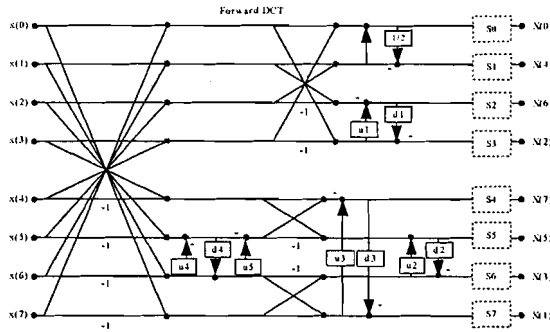 Forward DCT
x(0) S0 X(0)
1/2
x(1) S1 X(4)
x(2) S2 X(6)
-1 u1 d1
x(3) S3 X(2)
-1
x(4) S4 X(7)
-1
x(5) S5 X(5)
-1 u4 d4 u5 -1 u3 d3 u2 d2
x(6) S6 X(3)
-1
x(7) S7 X(1)
-1 -1